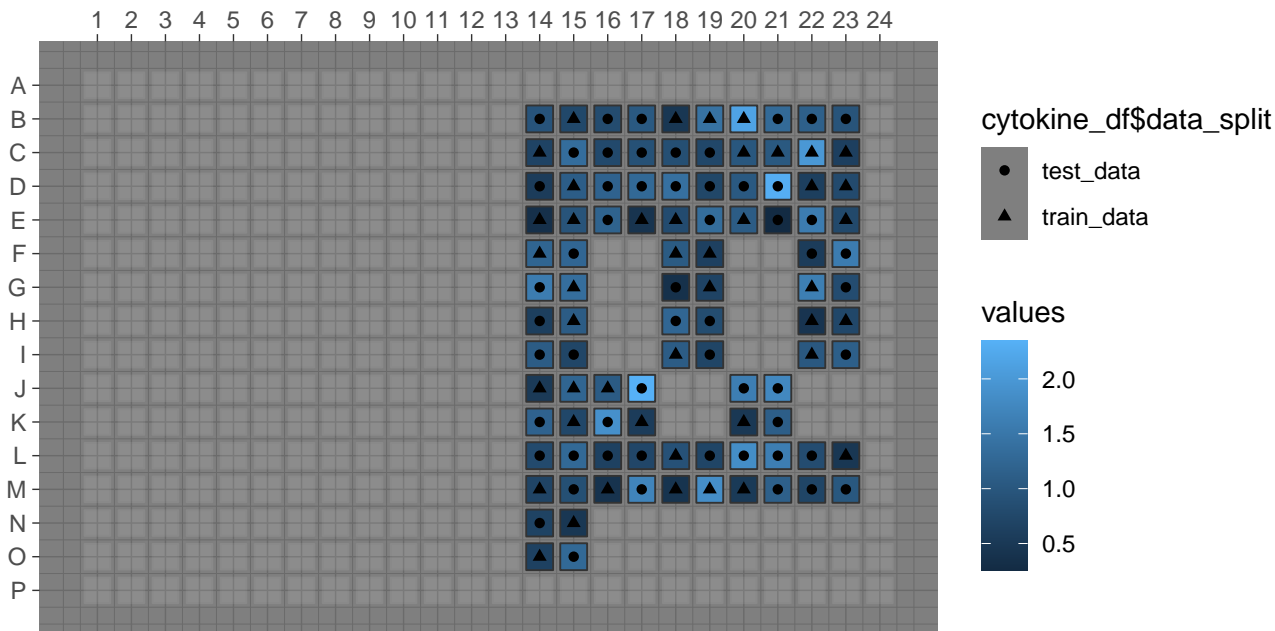 1 2 3 4 5 6 7 8 9 10 11 12 13 14 15 16 17 18 19 20 21 22 23 24
A
B
C
D
E
F
G
H
I
J
K
L
M
N
O
P
cytokine_df$data_split
test_data
train_data
values
2.0
1.5
1.0
0.5